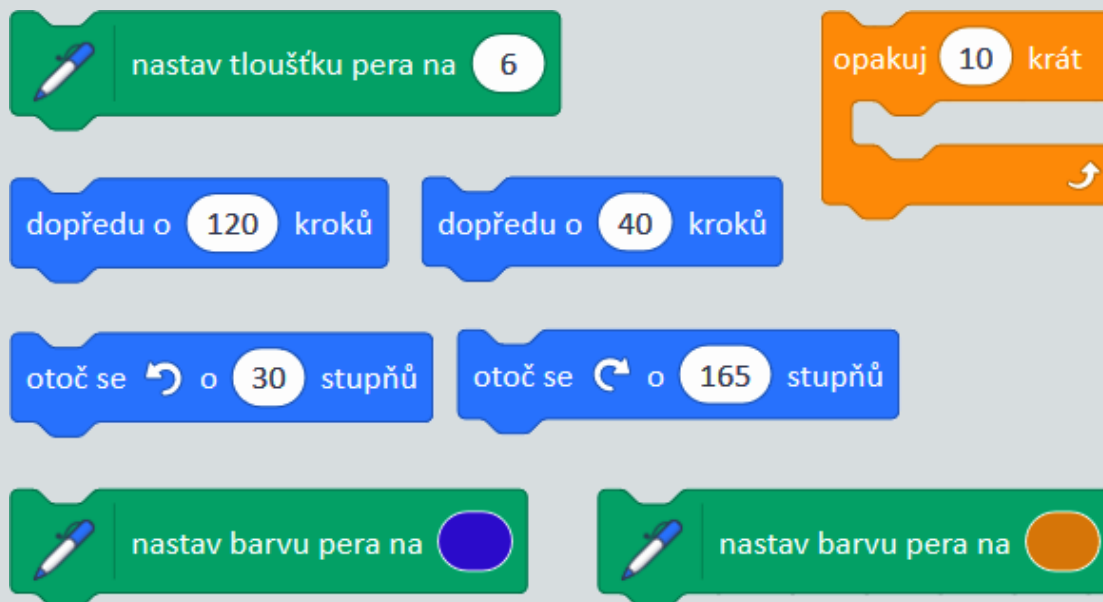 nastav tloušťku pera na 6
opakuj 10 krát
dopředu o 120 kroků
dopředu o 40 kroků
otoč se o 30 stupňů
otoč se o 165 stupňů
nastav barvu pera na
nastav barvu pera na